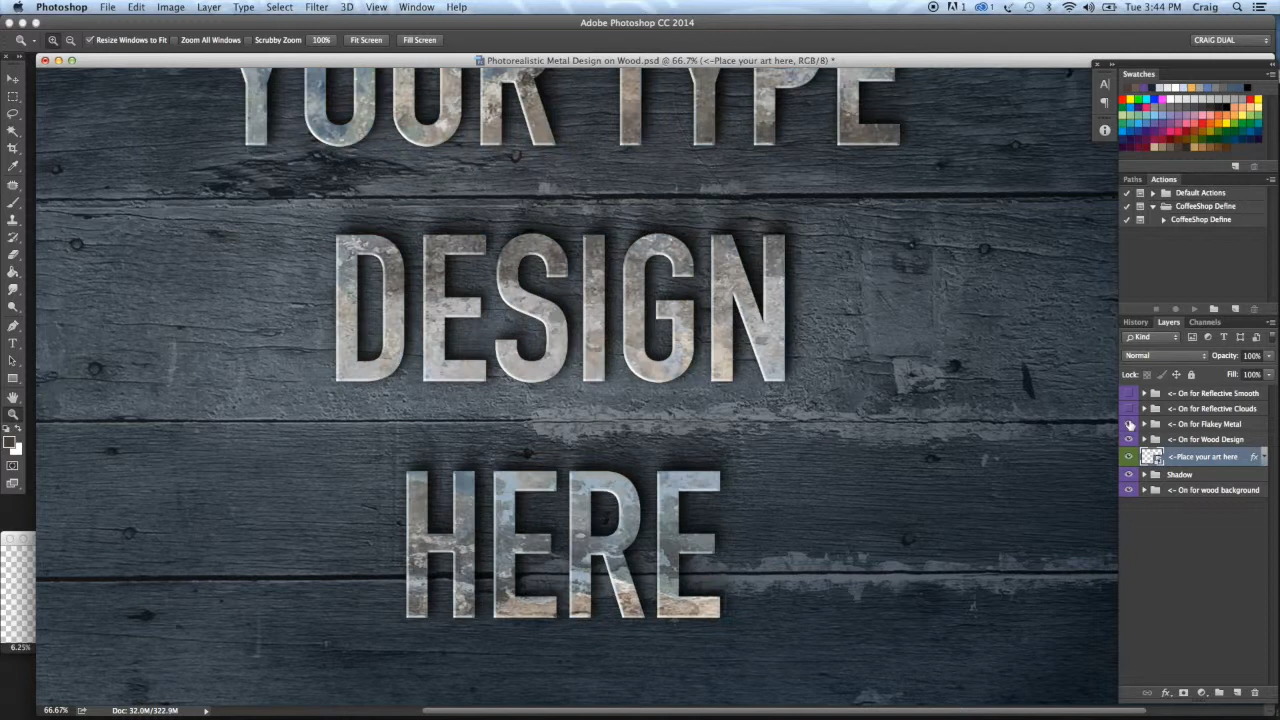 Photoshop File Edit Image Layer Type Select Filter 3D View Window Help
1 1 Tue 3:44 PM Craig
Adobe Photoshop CC 2014
Resize Windows to Fit Zoom All Windows Scrubby Zoom 100% Fit Screen Fill Screen CRAIG DUAL
Photorealistic Metal Design on Wood.psd @ 66.7% (<-Place your art here, RGB/8) *
YOUR TYPE
DESIGN
HERE
Swatches
Paths Actions
Default Actions
CoffeeShop Define
CoffeeShop Define
History Layers Channels
Kind
Normal Opacity: 100%
Lock: Fill: 100%
<- On for Reflective Smooth
<- On for Reflective Clouds
<- On for Flakey Metal
<- On for Wood Design
<-Place your art here fx
Shadow
<- On for wood background
6.25%
66.67% Doc: 32.0M/322.9M